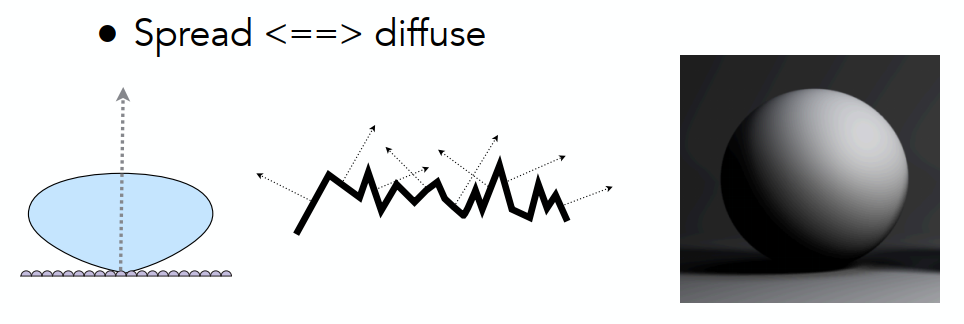 ● Spread <==> diffuse